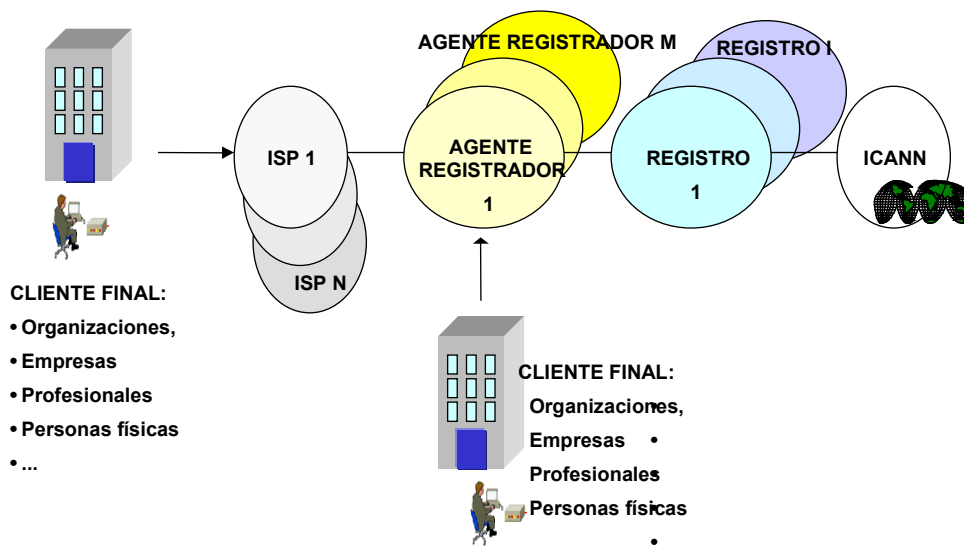 AGENTE REGISTRADOR M
REGISTRO I
ISP 1
AGENTE
REGISTRADOR
1
REGISTRO
1
ICANN
ISP N
CLIENTE FINAL:
• Organizaciones,
• Empresas
• Profesionales
• Personas físicas
• ...
CLIENTE FINAL:
• Organizaciones,
• Empresas
• Profesionales
• Personas físicas
•